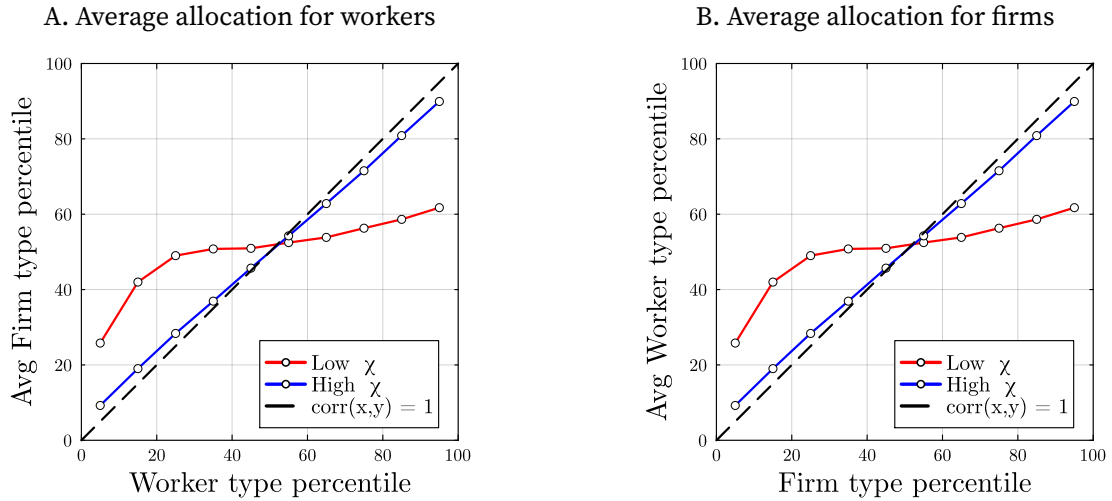 A. Average allocation for workers
100
80
60
40
20
0
0 20 40 60 80 100
Avg Firm type percentile
Worker type percentile
Low χ
High χ
corr(x,y) = 1
B. Average allocation for firms
100
80
60
40
20
0
0 20 40 60 80 100
Avg Worker type percentile
Firm type percentile
Low χ
High χ
corr(x,y) = 1